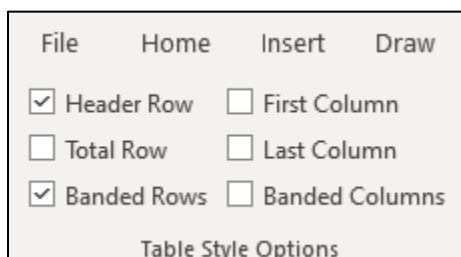 File Home Insert Draw
Header Row First Column
Total Row Last Column
Banded Rows Banded Columns
Table Style Options